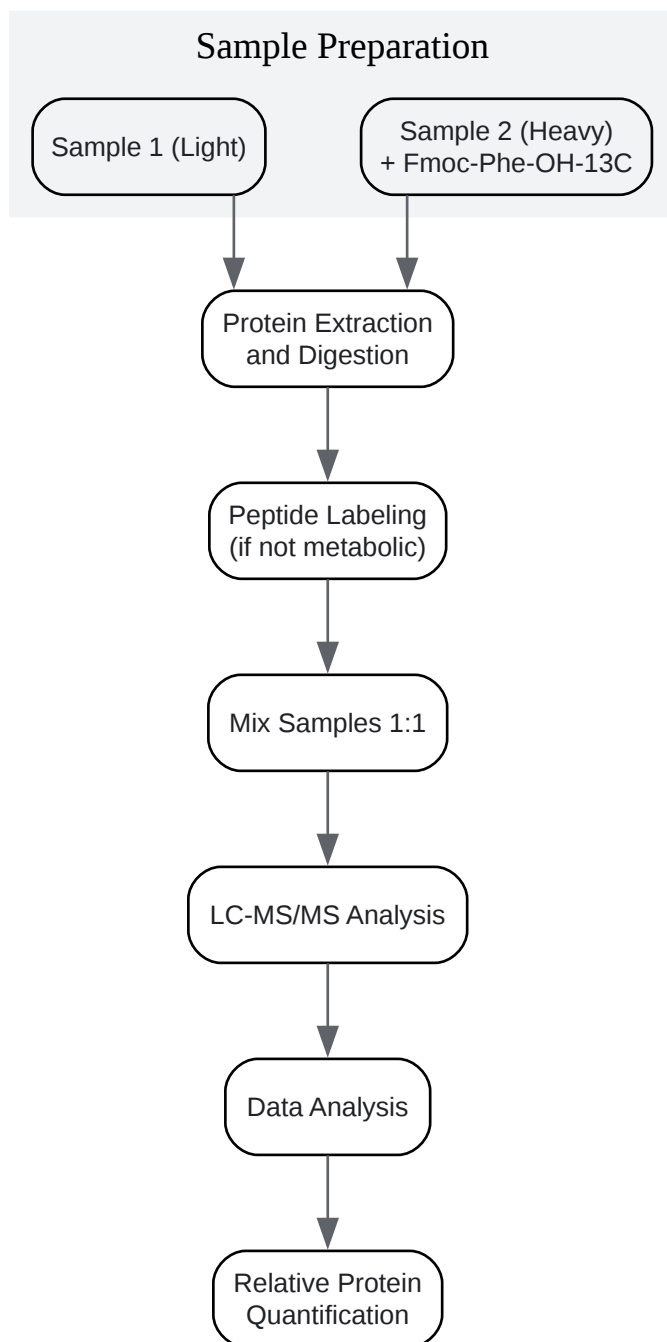 Sample Preparation
Sample 1 (Light)
Sample 2 (Heavy)
+ Fmoc-Phe-OH-13C
Protein Extraction
and Digestion
Peptide Labeling
(if not metabolic)
Mix Samples 1:1
LC-MS/MS Analysis
Data Analysis
Relative Protein
Quantification